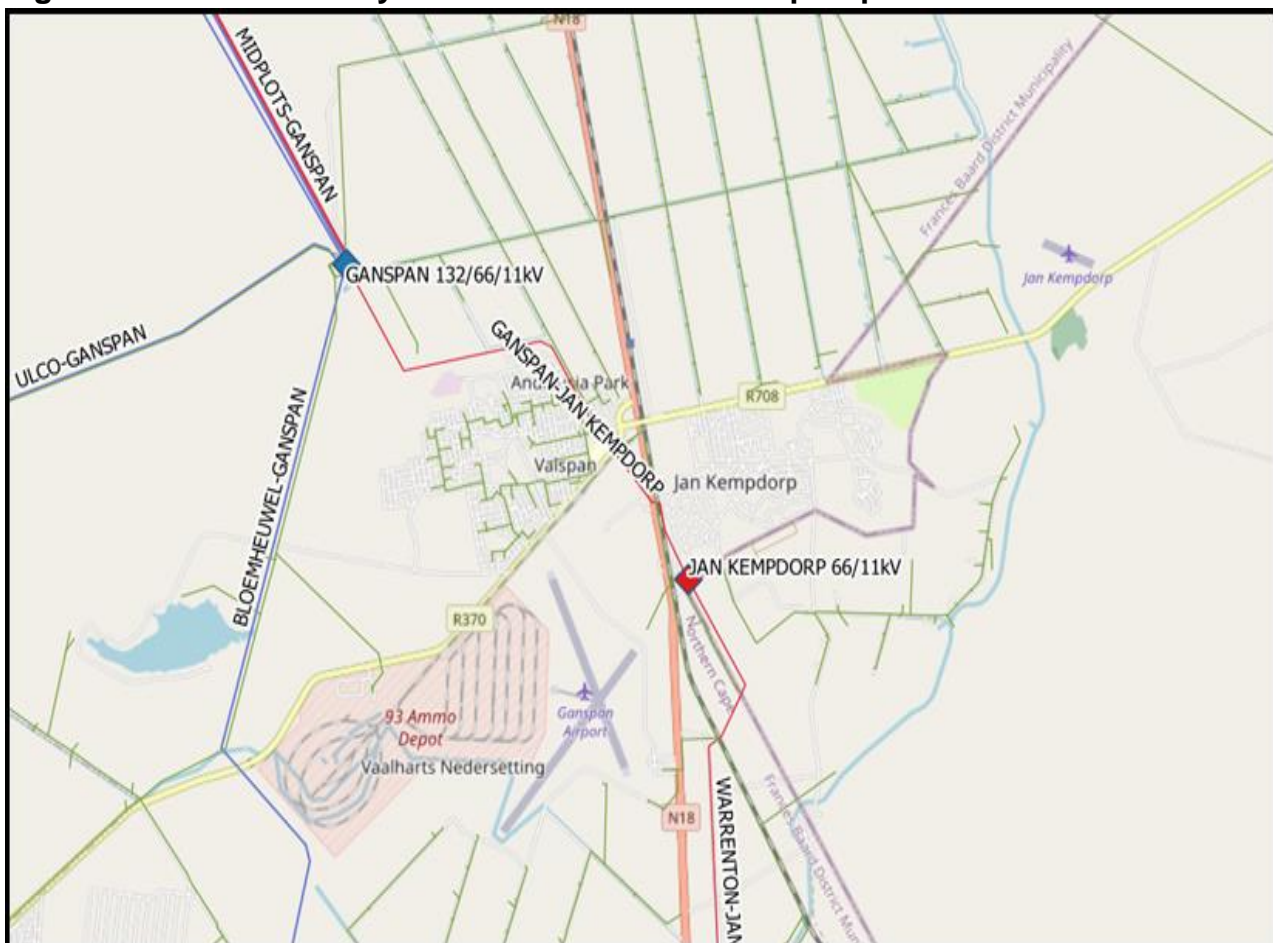 N18
MIDPLOTS-GANSPAN
Frances Baard District Municipality
GANSPAN 132/66/11kV
Jan Kempdorp
ULCO-GANSPAN
GANSPAN-JAN KEMPDORP
R708
BLOEMHEUWEL-GANSPAN
Valspan
Jan Kempdorp
JAN KEMPDORP 66/11kV
R370
Northern Cape
93 Ammo
Depot
Ganspan
Airport
Vaalharts Nedersetting
N18
WARRENTON-JAN
Frances Baard District Mun